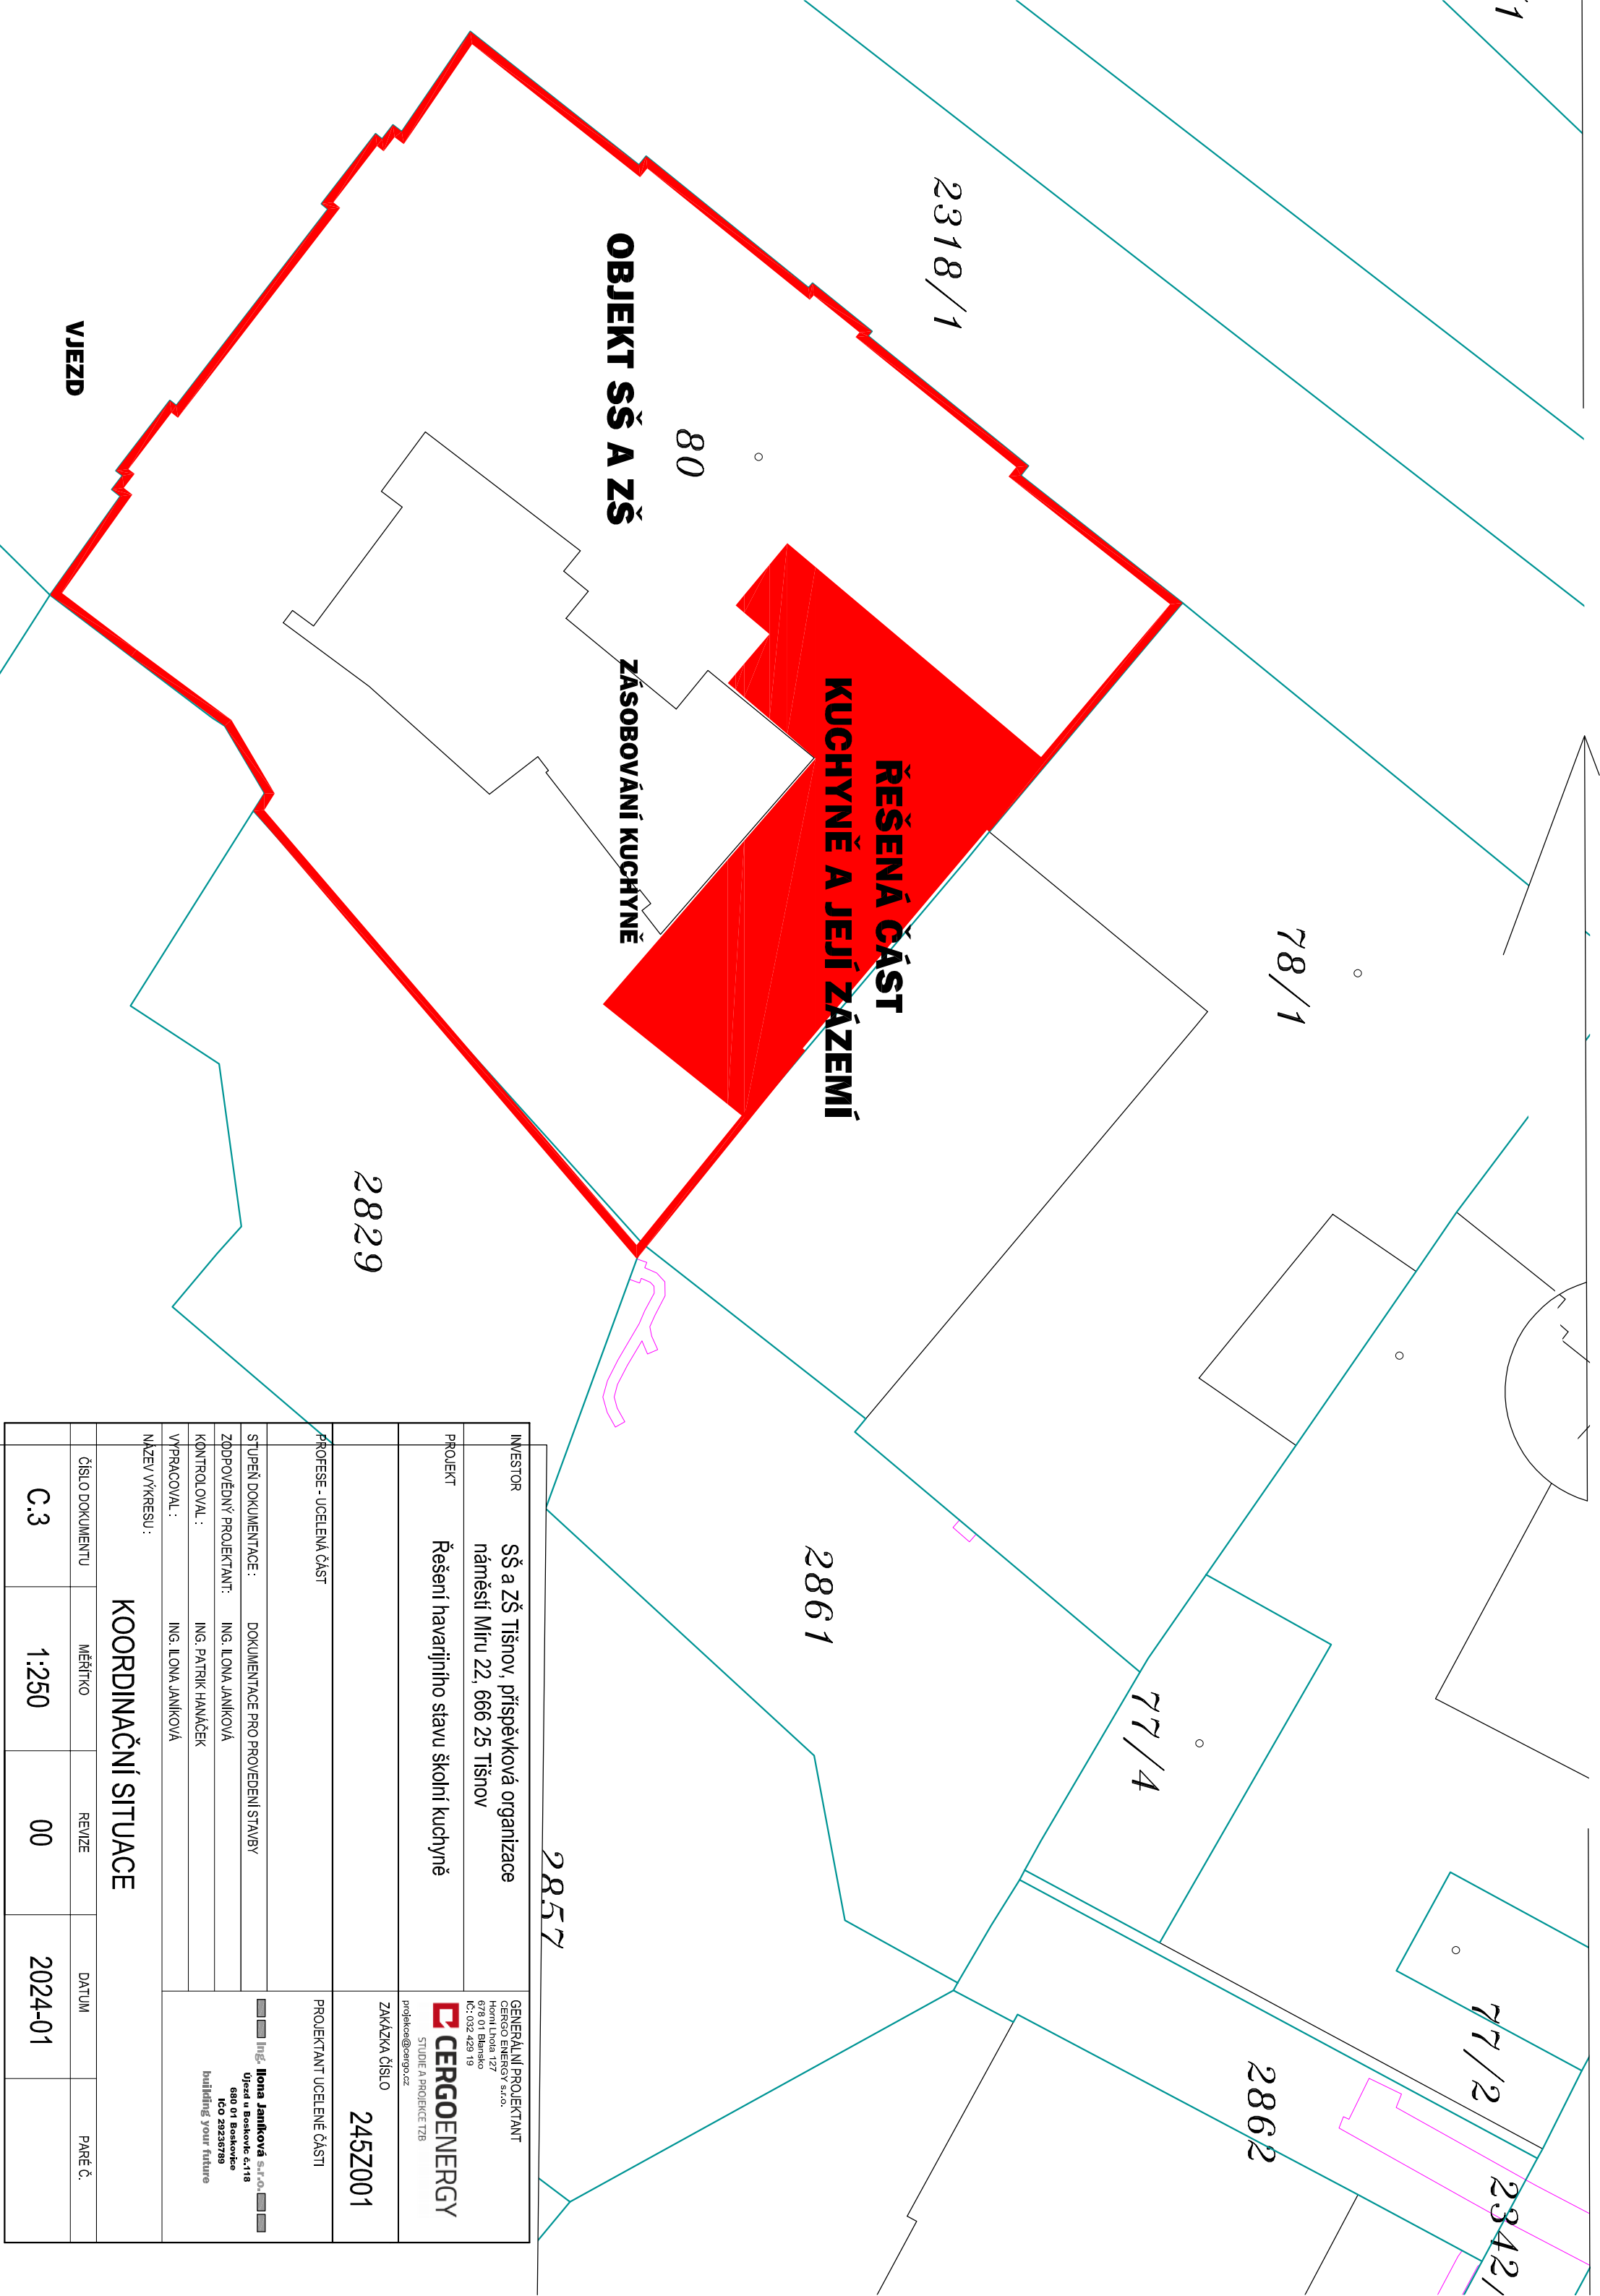 2318/1
OBJEKT SŠ A ZŠ
80
VJEZD
ŘEŠENÁ ČÁST
KUCHYNĚ A JEJÍ ZÁZEMÍ
ZÁSOBOVÁNÍ KUCHYNĚ
78/1
2829
2861
77/4
2857
77/2
2862
2342/
INVESTOR
SŠ a ZŠ Tišnov, příspěvková organizace
náměstí Míru 22, 666 25 Tišnov
PROJEKT
Řešení havarijního stavu školní kuchyně
GENERÁLNÍ PROJEKTANT
CERGO ENERGY s.r.o.
Horní Lhota 127
678 01 Blansko
IČ: 032 429 19
CERGOENERGY
STUDIE A PROJEKCE TZB
projekce@cergo.cz
ZAKÁZKA ČÍSLO
245Z001
PROFESE - UCELENÁ ČÁST
PROJEKTANT UCELENÉ ČÁSTI
Ing. Ilona Janíková s.r.o.
Újezd u Boskovic č.118
680 01 Boskovice
IČO 29236789
building your future
STUPEŇ DOKUMENTACE : DOKUMENTACE PRO PROVEDENÍ STAVBY
ZODPOVĚDNÝ PROJEKTANT: ING. ILONA JANÍKOVÁ
KONTROLOVAL : ING. PATRIK HANÁČEK
VYPRACOVAL : ING. ILONA JANÍKOVÁ
NÁZEV VÝKRESU :
KOORDINAČNÍ SITUACE
ČÍSLO DOKUMENTU MĚŘÍTKO REVIZE DATUM PARÉ Č.
C.3 1:250 00 2024-01